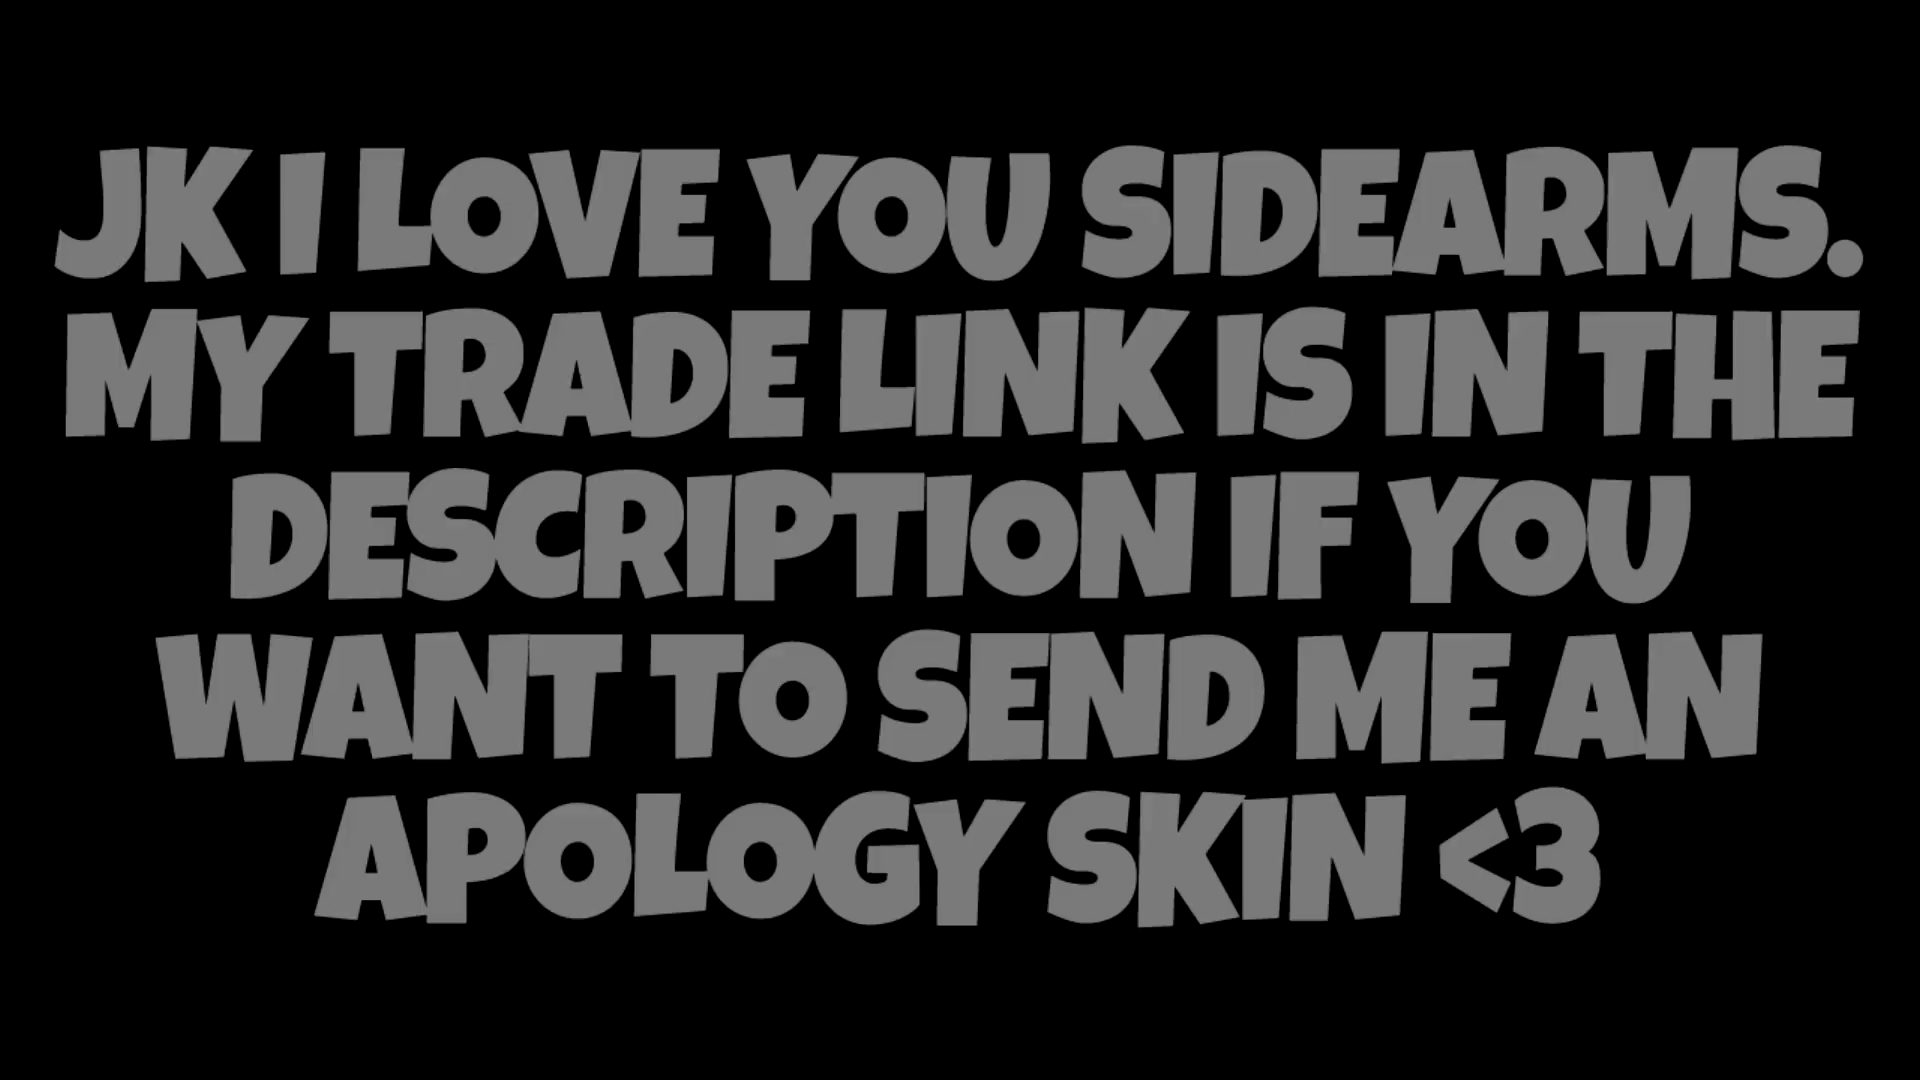 JK I LOVE YOU SIDEARMS.
MY TRADE LINK IS IN THE
DESCRIPTION IF YOU
WANT TO SEND ME AN
APOLOGY SKIN <3